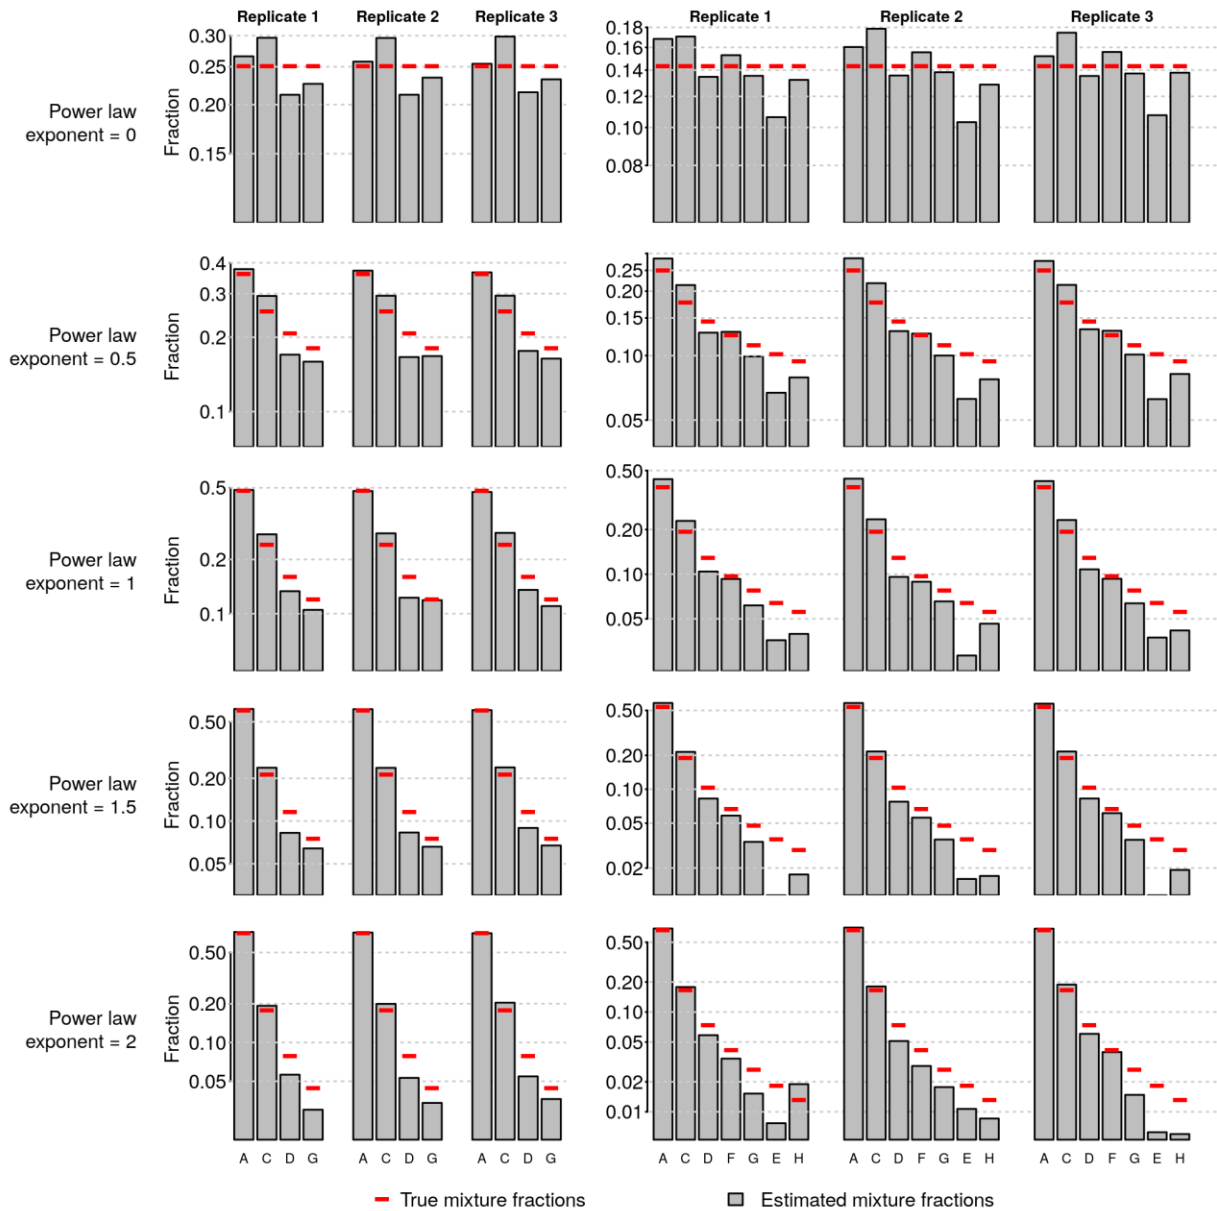 Replicate 1 Replicate 2 Replicate 3 Replicate 1 Replicate 2 Replicate 3
Power law
exponent = 0
Fraction
0.30
0.25
0.20
0.15
0.18
0.16
0.14
0.12
0.10
0.08
Power law
exponent = 0.5
Fraction
0.4
0.3
0.2
0.1
0.25
0.20
0.15
0.10
0.05
Power law
exponent = 1
Fraction
0.5
0.2
0.1
0.50
0.20
0.10
0.05
Power law
exponent = 1.5
Fraction
0.50
0.20
0.10
0.05
0.50
0.20
0.10
0.05
0.02
Power law
exponent = 2
Fraction
0.50
0.20
0.10
0.05
0.50
0.20
0.10
0.05
0.02
0.01
A C D G A C D G A C D G A C D F G E H A C D F G E H A C D F G E H
True mixture fractions Estimated mixture fractions